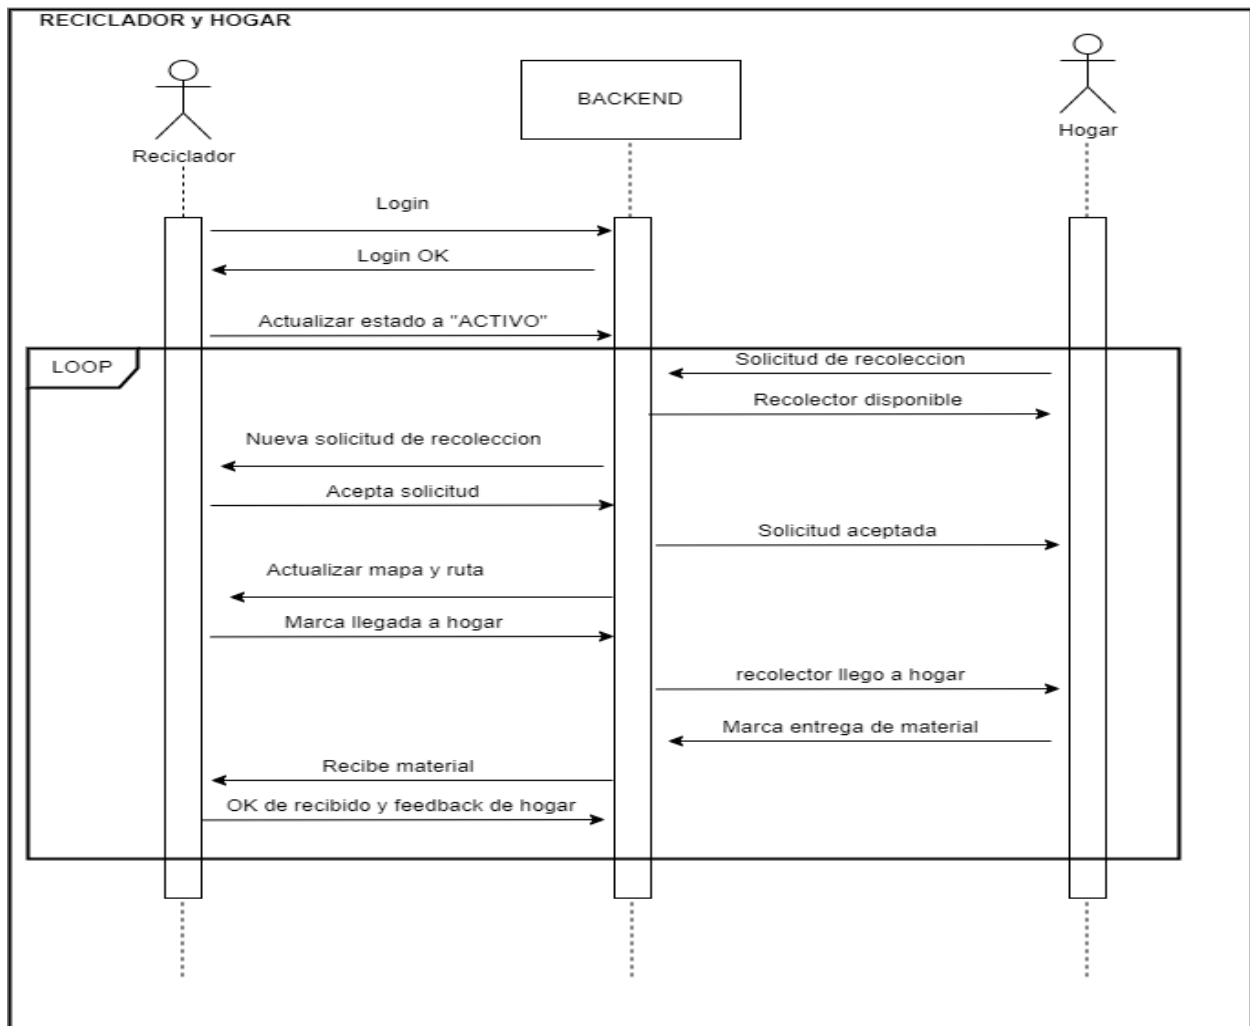 RECICLADOR y HOGAR
BACKEND
Hogar
Reciclador
Login
Login OK
Actualizar estado a "ACTIVO"
LOOP
Solicitud de recoleccion
Recolector disponible
Nueva solicitud de recoleccion
Acepta solicitud
Solicitud aceptada
Actualizar mapa y ruta
Marca llegada a hogar
recolector llego a hogar
Marca entrega de material
Recibe material
OK de recibido y feedback de hogar